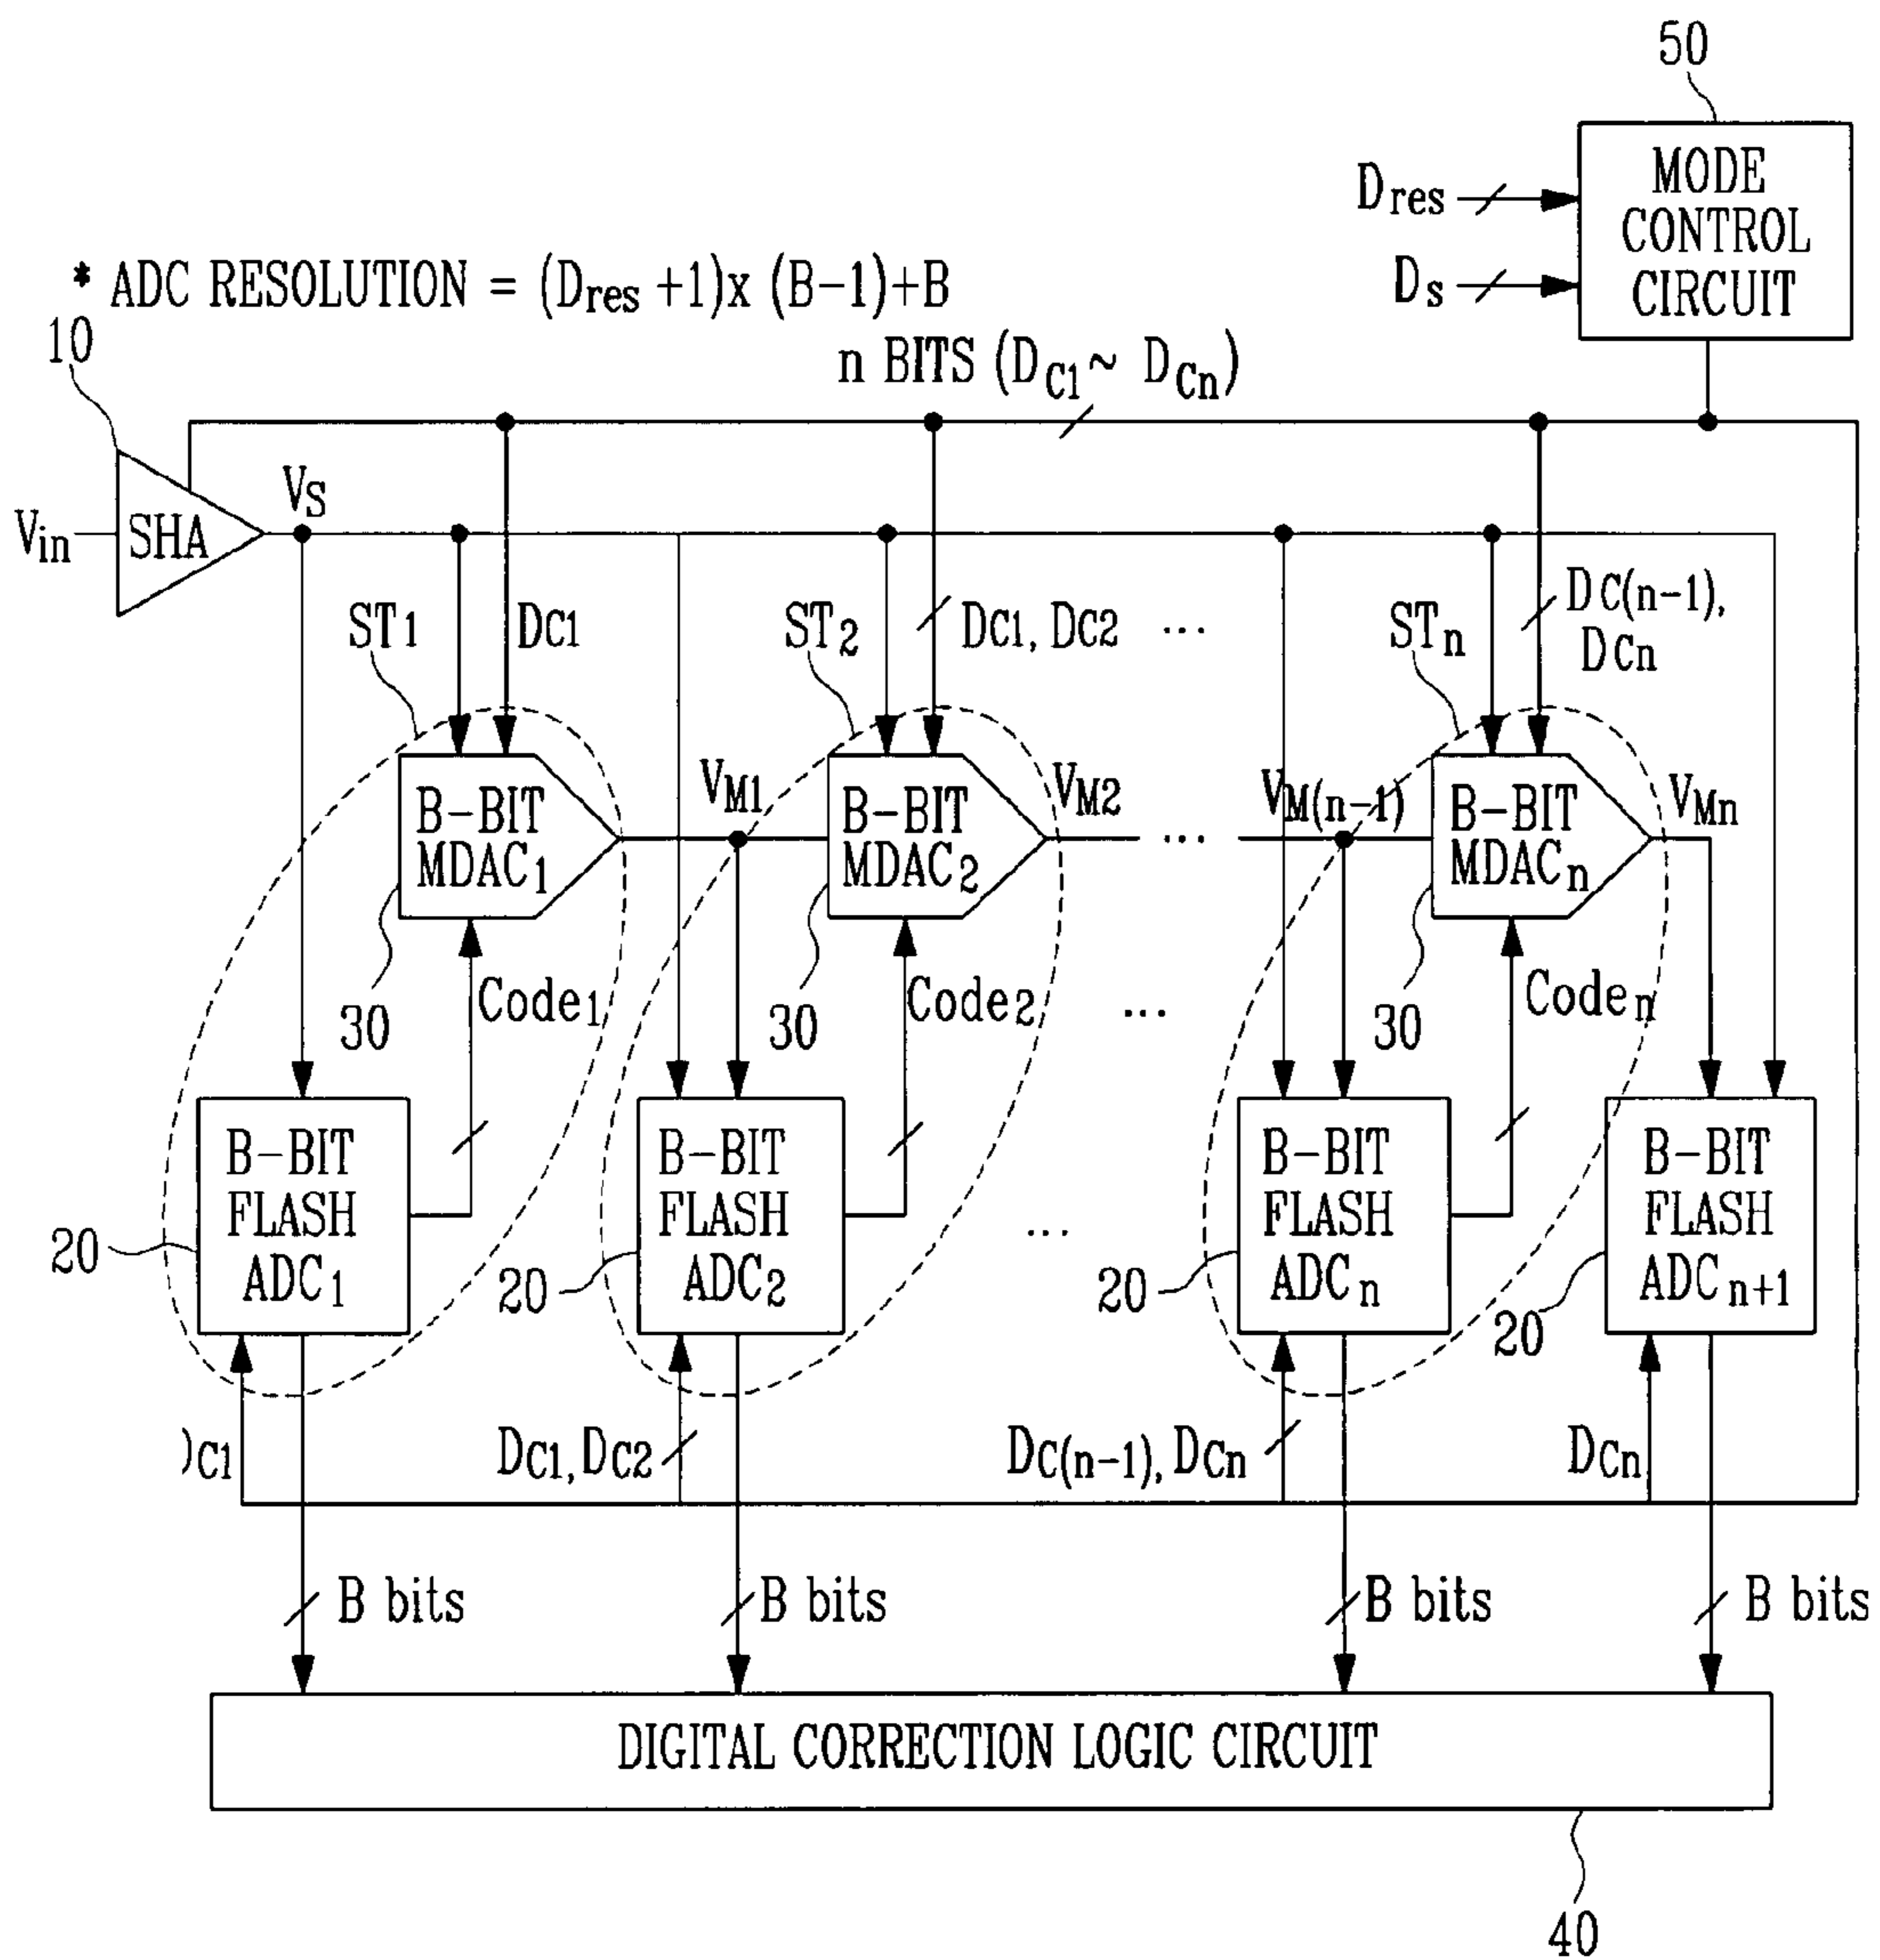 50
MODE
CONTROL
CIRCUIT
Dres
Ds
* ADC RESOLUTION = (Dres +1)x (B-1)+B
10
n BITS (DC1~ DCn)
Vin
SHA
VS
ST1
DC1
ST2
DC1, DC2
...
STn
DC(n-1),
DCn
B-BIT
MDAC1
VM1
B-BIT
MDAC2
VM2
...
VM(n-1)
B-BIT
MDACn
VMn
30
Code1
30
Code2
...
30
Coden
B-BIT
FLASH
ADC1
20
B-BIT
FLASH
ADC2
20
...
B-BIT
FLASH
ADCn
20
B-BIT
FLASH
ADCn+1
20
)C1
DC1, DC2
DC(n-1), DCn
DCn
B bits
B bits
B bits
B bits
DIGITAL CORRECTION LOGIC CIRCUIT
40